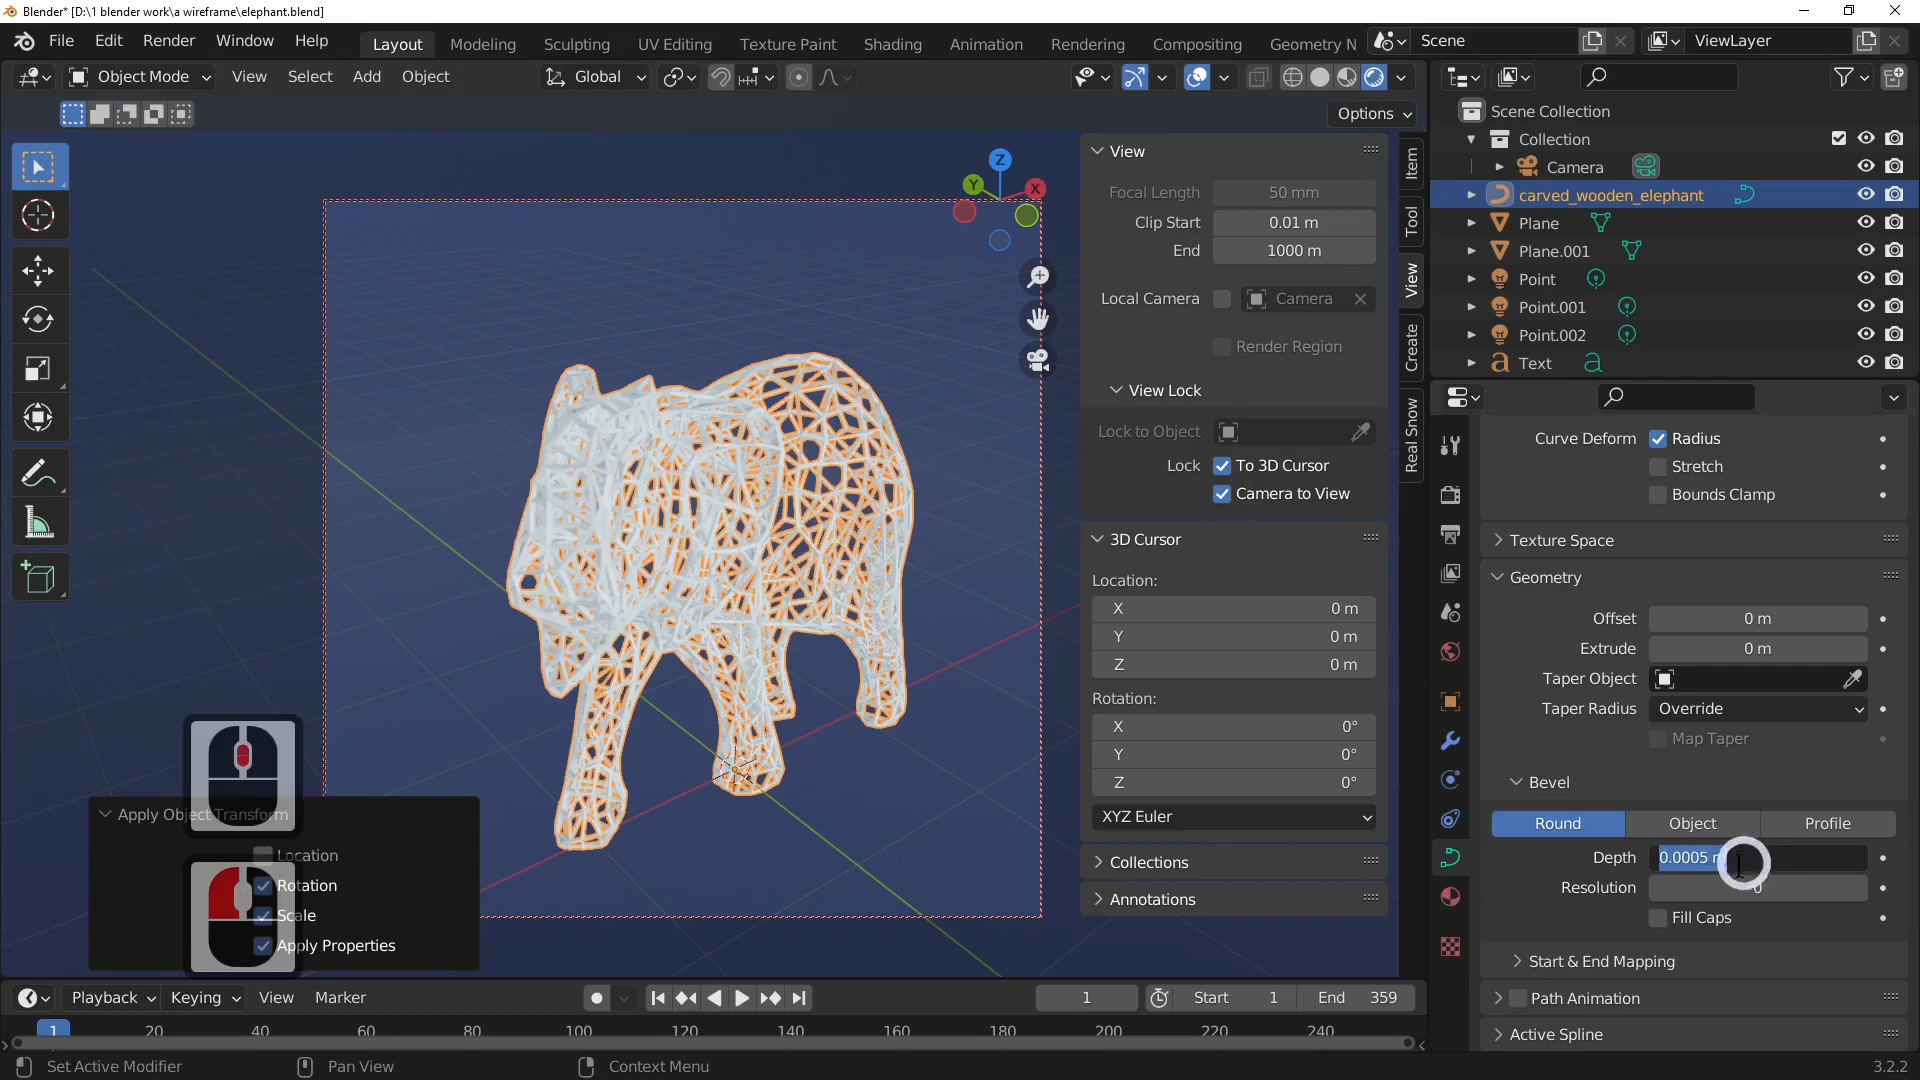 Blender* [D:\1 blender work\a wireframe\elephant.blend]
File Edit Render Window Help Layout Modeling Sculpting UV Editing Texture Paint Shading Animation Rendering Compositing Geometry N Scene ViewLayer
Object Mode View Select Add Object Global
Options
Scene Collection
Collection
Camera
carved_wooden_elephant
Plane
Plane.001
Point
Point.001
Point.002
Text
Z
Y
X
View
Focal Length 50 mm
Clip Start 0.01 m
End 1000 m
Local Camera Camera
Render Region
View Lock
Lock to Object
Lock To 3D Cursor
Camera to View
3D Cursor
Location:
X 0 m
Y 0 m
Z 0 m
Rotation:
X 0°
Y 0°
Z 0°
XYZ Euler
Collections
Annotations
Item
Tool
View
Create
Real Snow
Curve Deform Radius
Stretch
Bounds Clamp
Texture Space
Geometry
Offset 0 m
Extrude 0 m
Taper Object
Taper Radius Override
Map Taper
Bevel
Round Object Profile
Depth 0.0005 m
Resolution 0
Fill Caps
Start & End Mapping
Path Animation
Active Spline
Apply Object Transform
Location
Rotation
Scale
Apply Properties
Playback Keying View Marker 1 Start 1 End 359
1 20 40 60 80 100 120 140 160 180 200 220 240
Set Active Modifier Pan View Context Menu 3.2.2